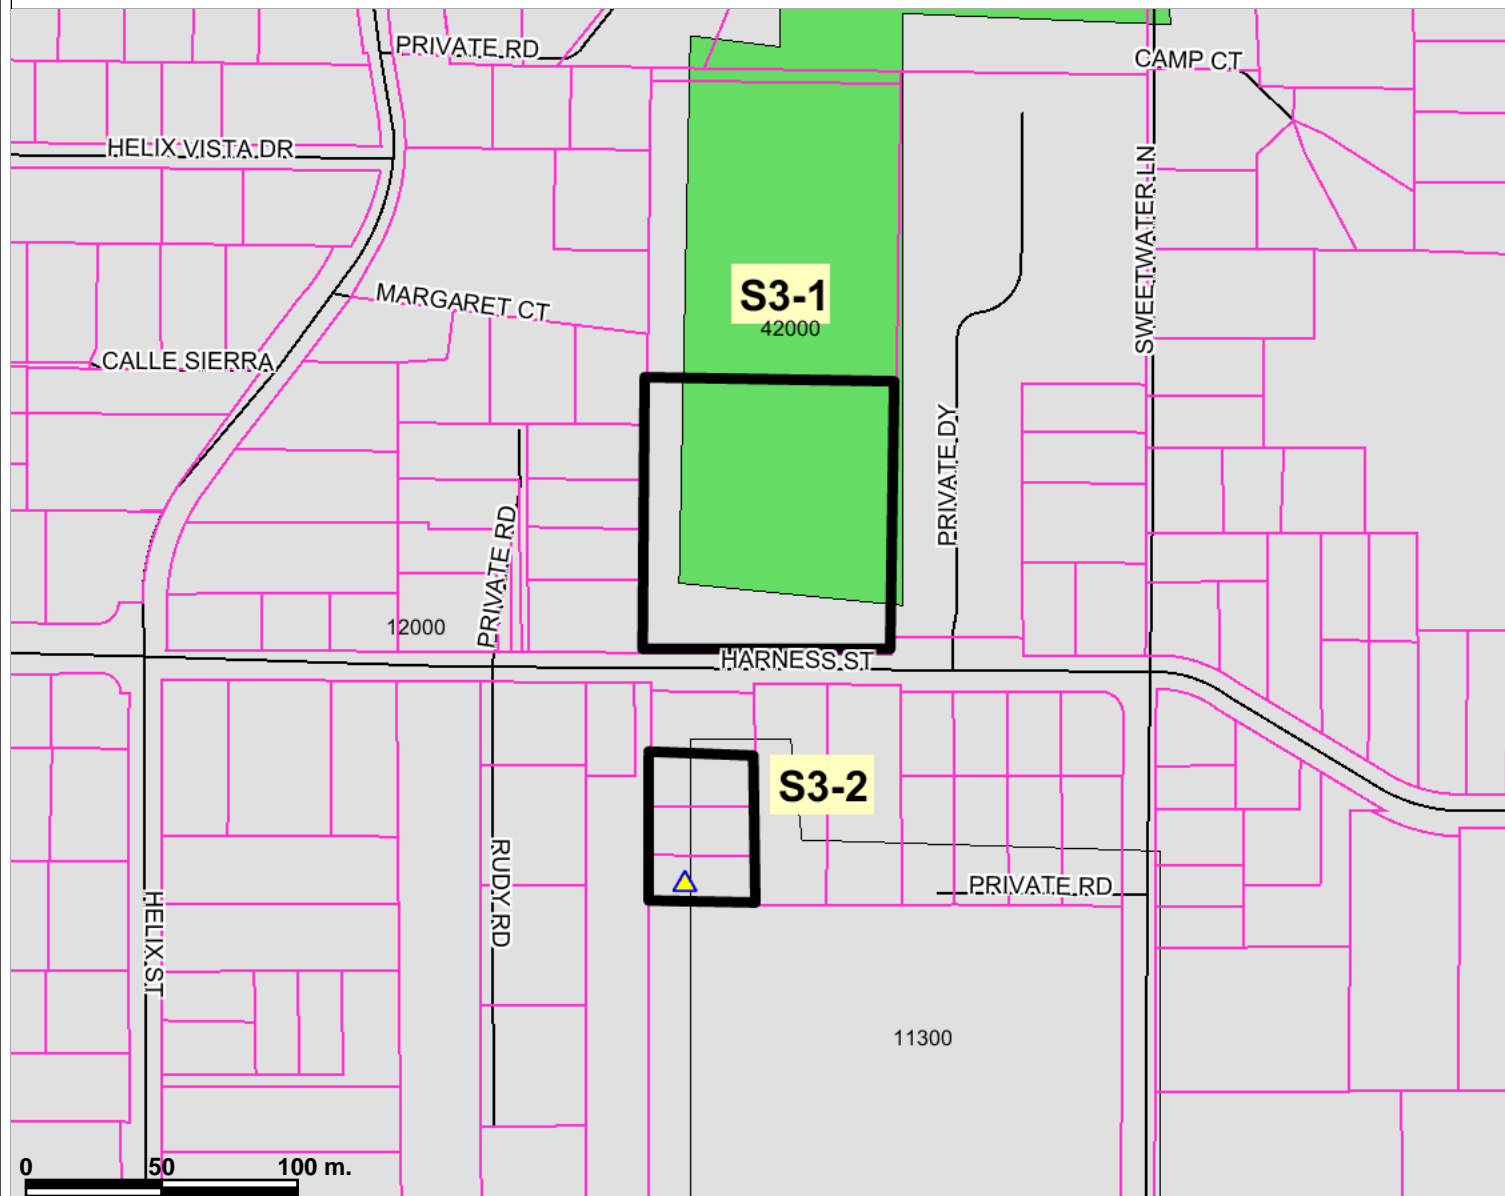 PRIVATE RD
CAMP CT
HELIX VISTA DR
SWEETWATER LN
S3-1
42000
MARGARET CT
CALLE SIERRA
PRIVATE DY
PRIVATE RD
12000
HARNESS ST
S3-2
RUDY RD
PRIVATE RD
HELIX ST
11300
0 50 100 m.